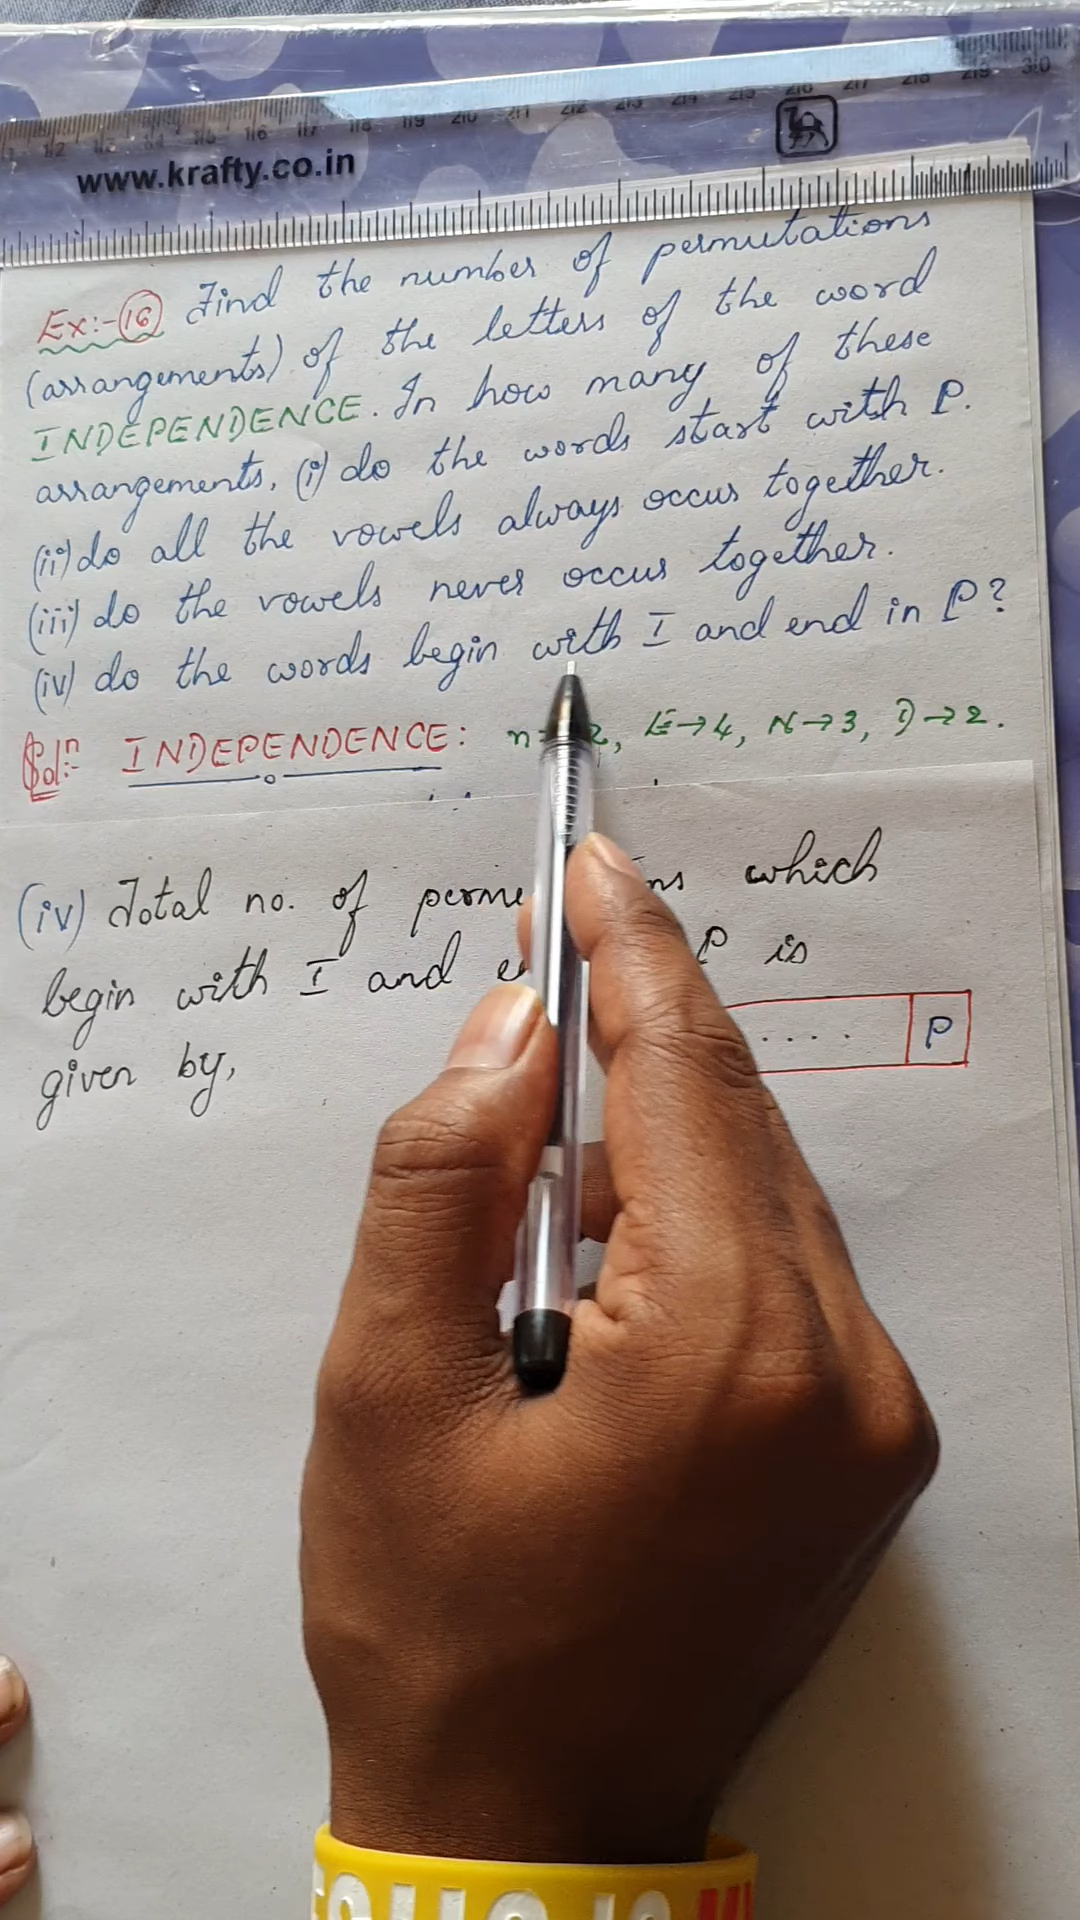 www.krafty.co.in
Ex:- (16) Find the number of permutations
(arrangements) of the letters of the word
INDEPENDENCE. In how many of these
arrangements, (i) do the words start with P.
(ii) do all the vowels always occur together.
(iii) do the vowels never occur together.
(iv) do the words begin with I and end in P?
Solⁿ:- INDEPENDENCE: E→4, N→3, D→2.
(iv) Total no. of which
begin with I and P is
given by, .... P